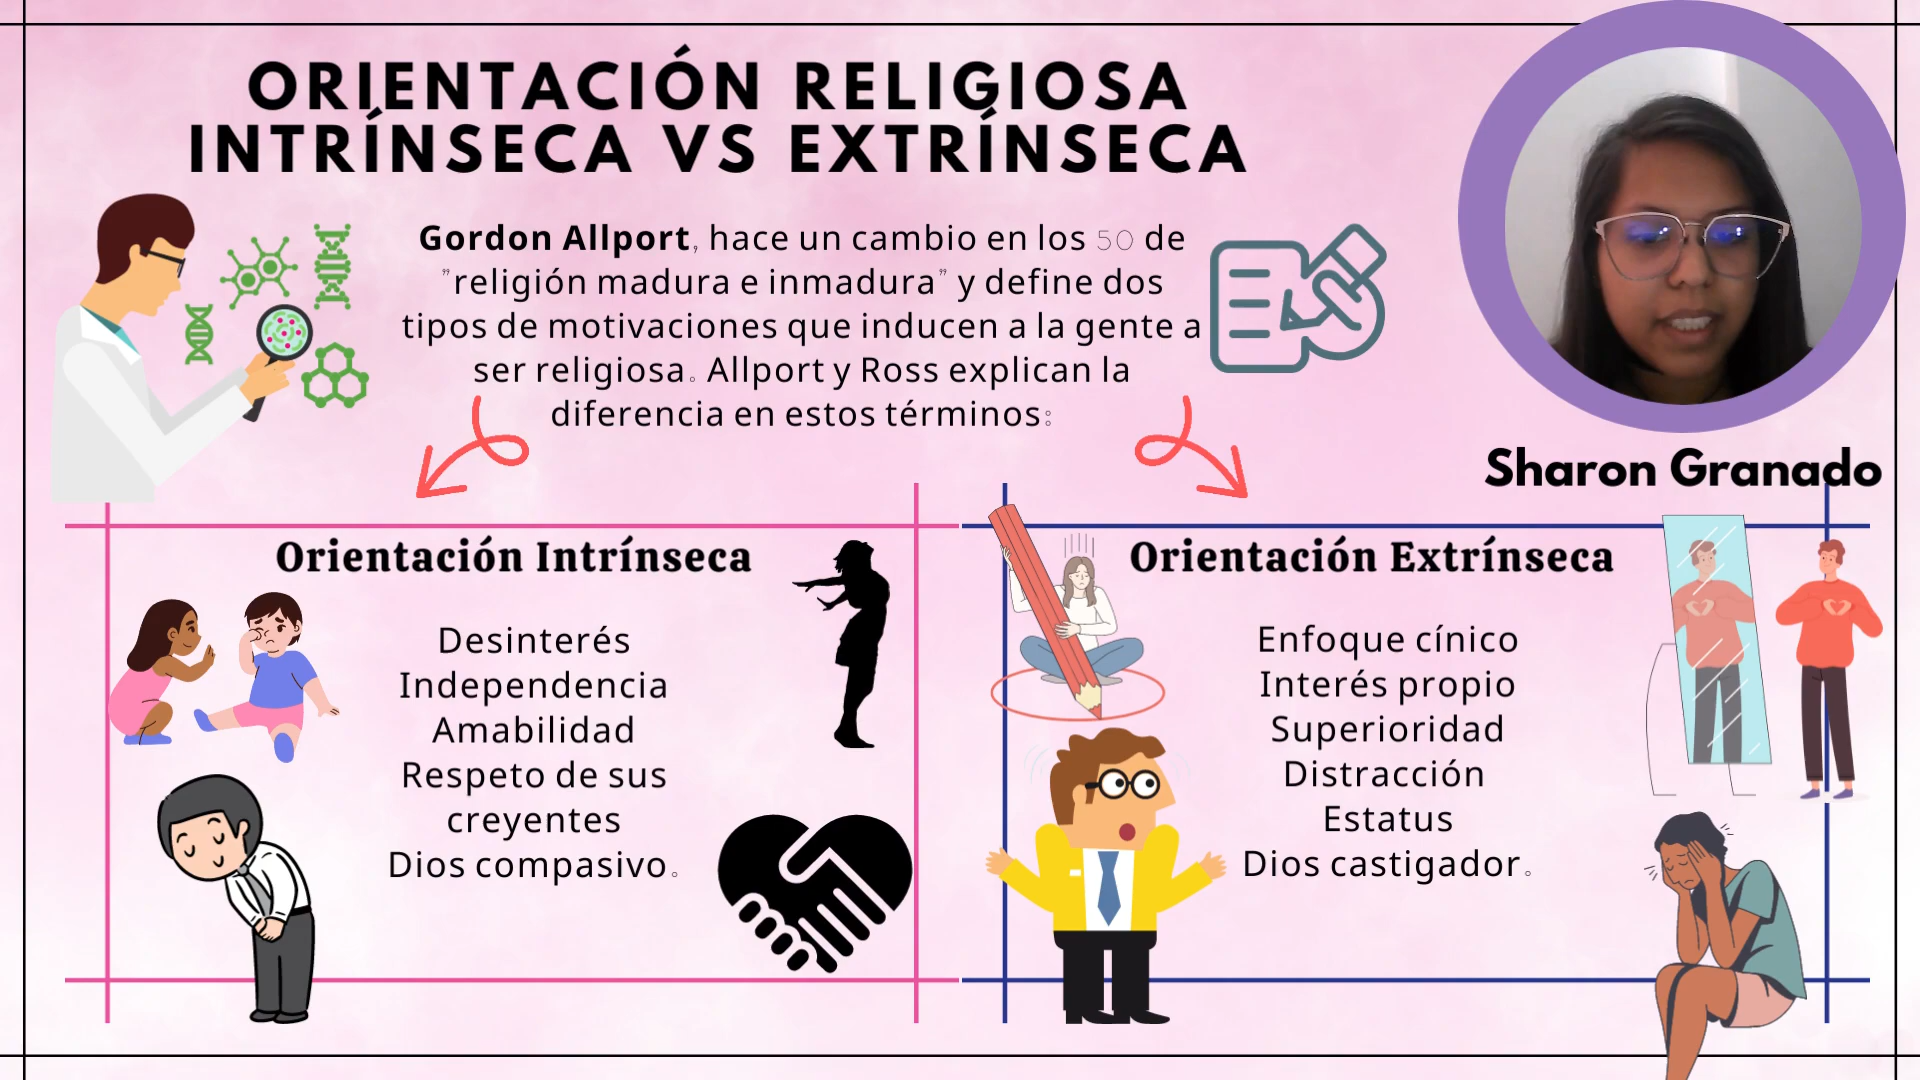 ORIENTACIÓN RELIGIOSA
INTRÍNSECA VS EXTRÍNSECA
Gordon Allport, hace un cambio en los 50 de
"religión madura e inmadura" y define dos
tipos de motivaciones que inducen a la gente a
ser religiosa. Allport y Ross explican la
diferencia en estos términos:
Sharon Granado
Orientación Intrínseca
Desinterés
Independencia
Amabilidad
Respeto de sus
creyentes
Dios compasivo.
Orientación Extrínseca
Enfoque cínico
Interés propio
Superioridad
Distracción
Estatus
Dios castigador.